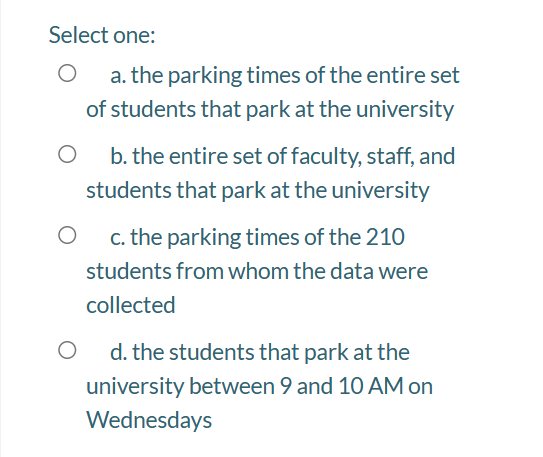 Select one:
a. the parking times of the entire set
of students that park at the university
b. the entire set of faculty, staff, and
students that park at the university
c. the parking times of the 210
students from whom the data were
collected
d. the students that park at the
university between 9 and 10 AM on
Wednesdays